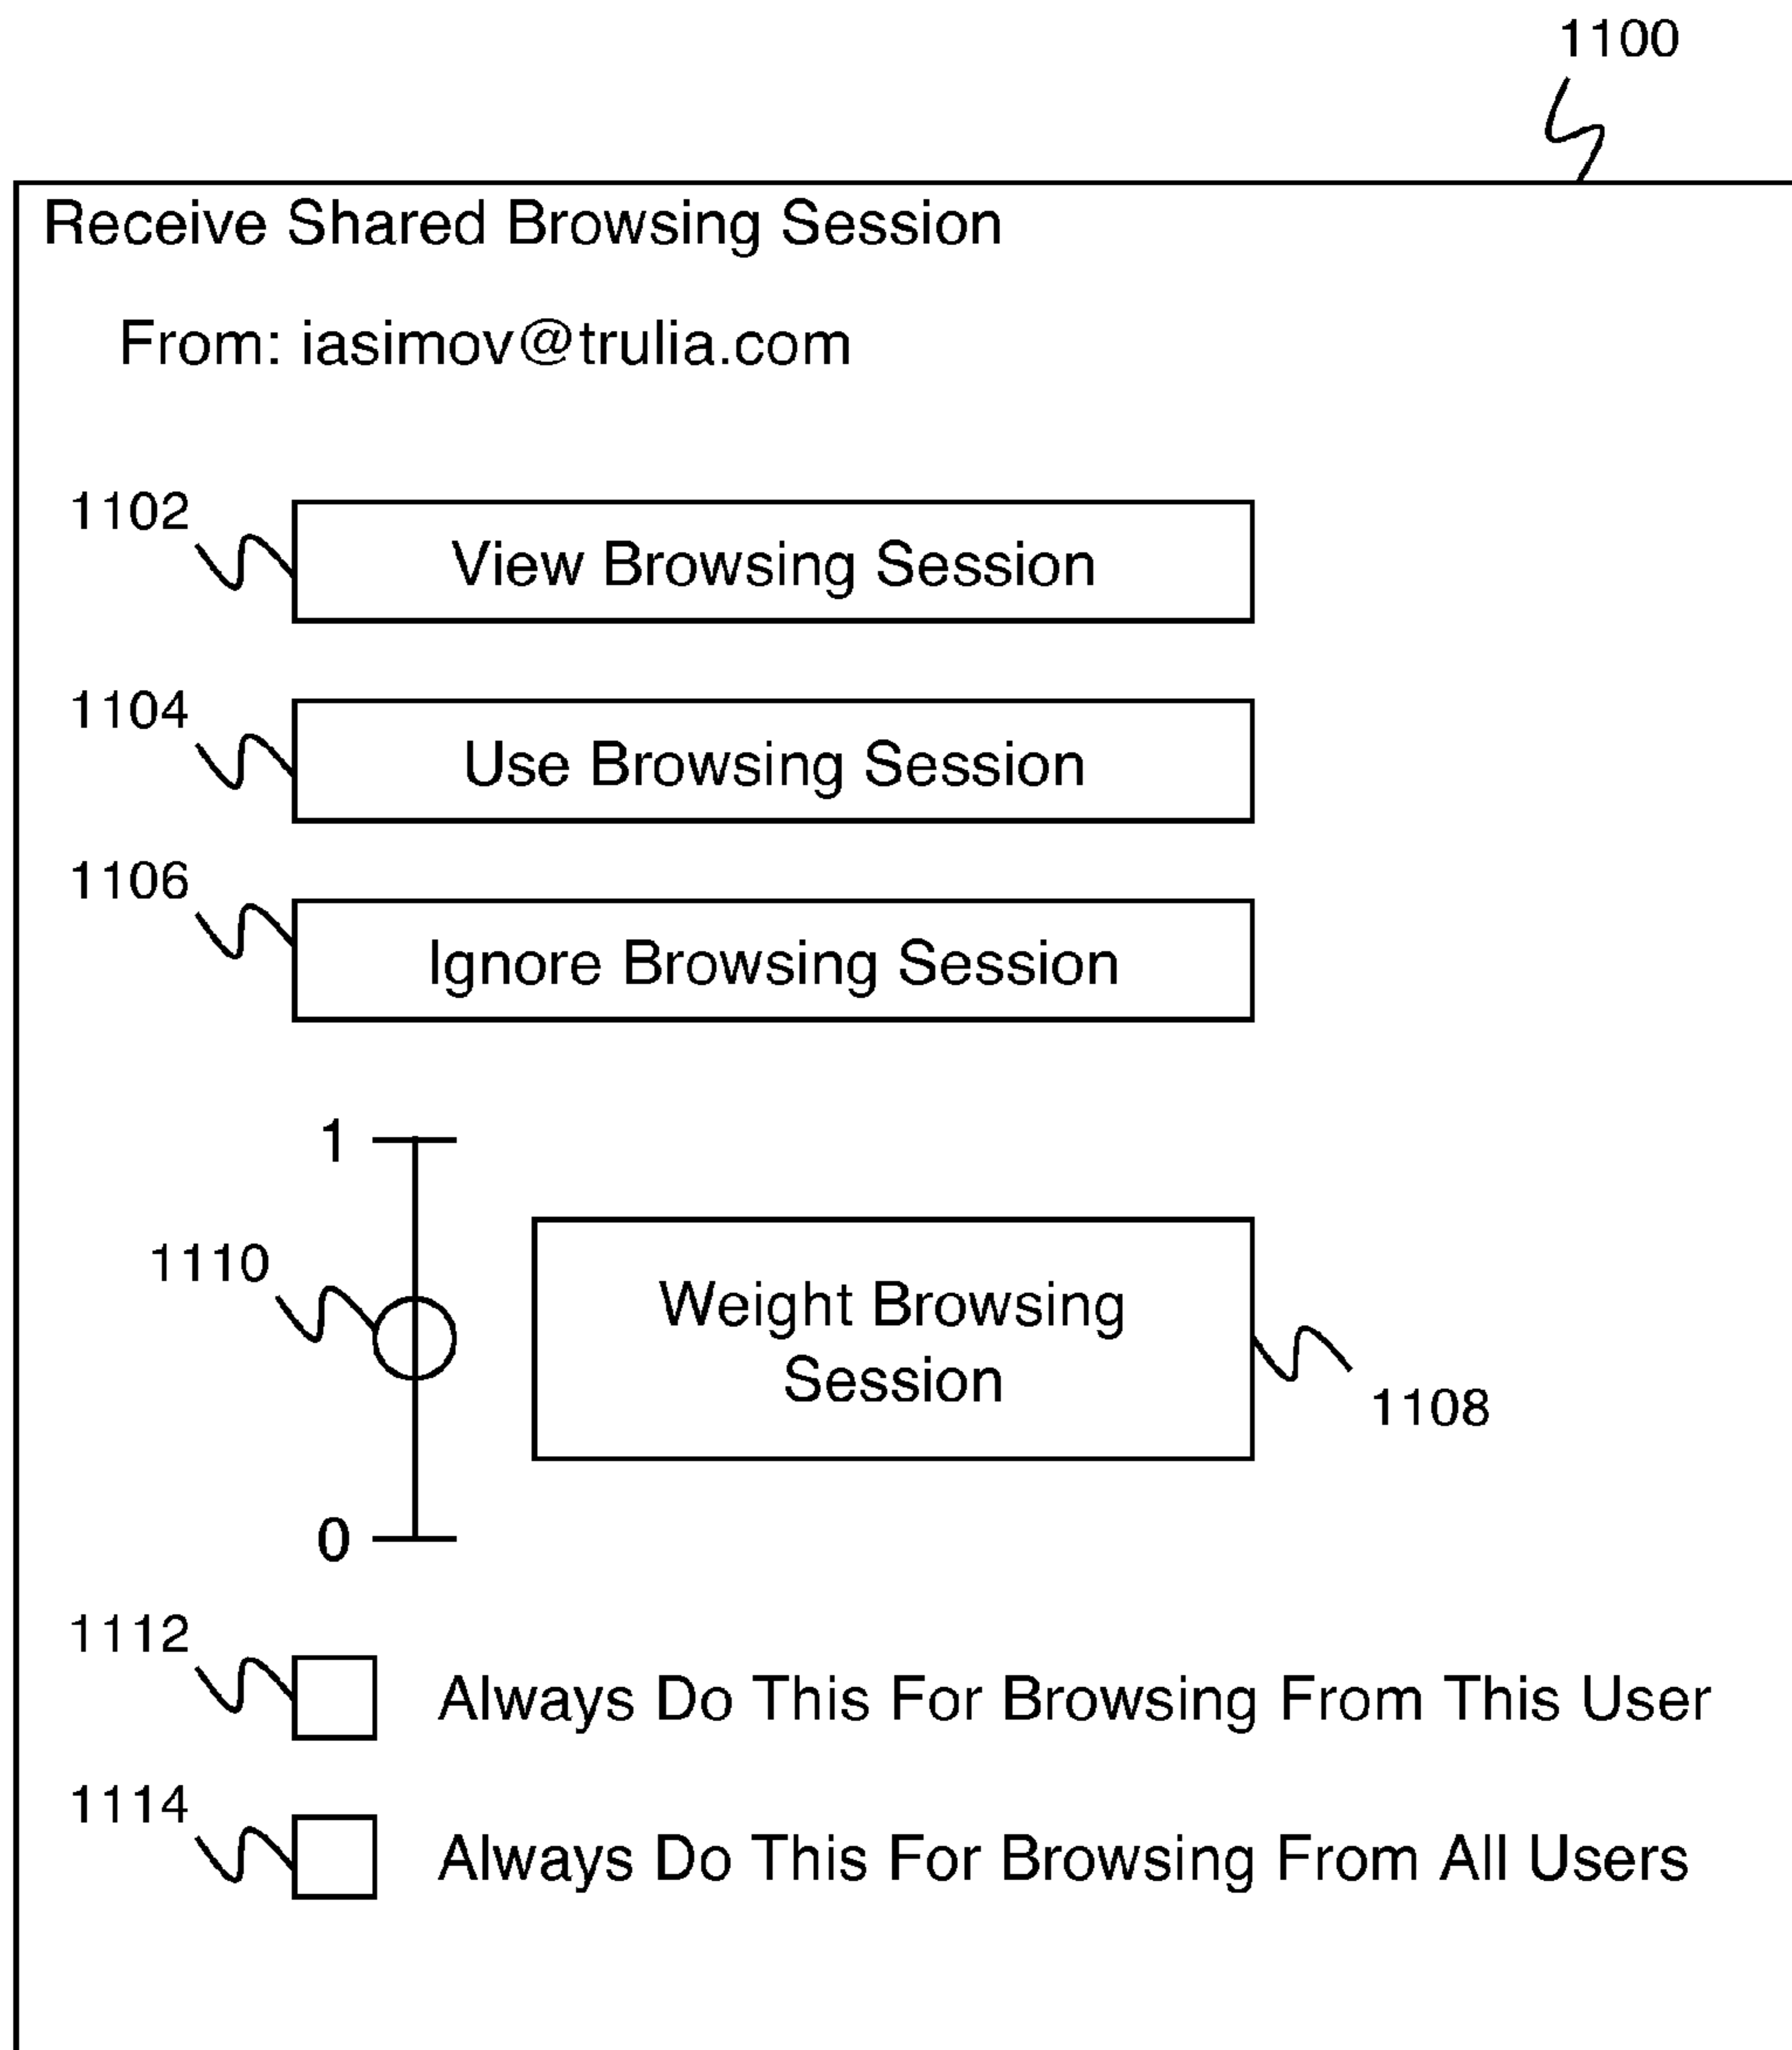 1100
Receive Shared Browsing Session
From: iasimov@trulia.com
1102
View Browsing Session
1104
Use Browsing Session
1106
Ignore Browsing Session
1
1110
Weight Browsing
Session
1108
0
1112
Always Do This For Browsing From This User
1114
Always Do This For Browsing From All Users